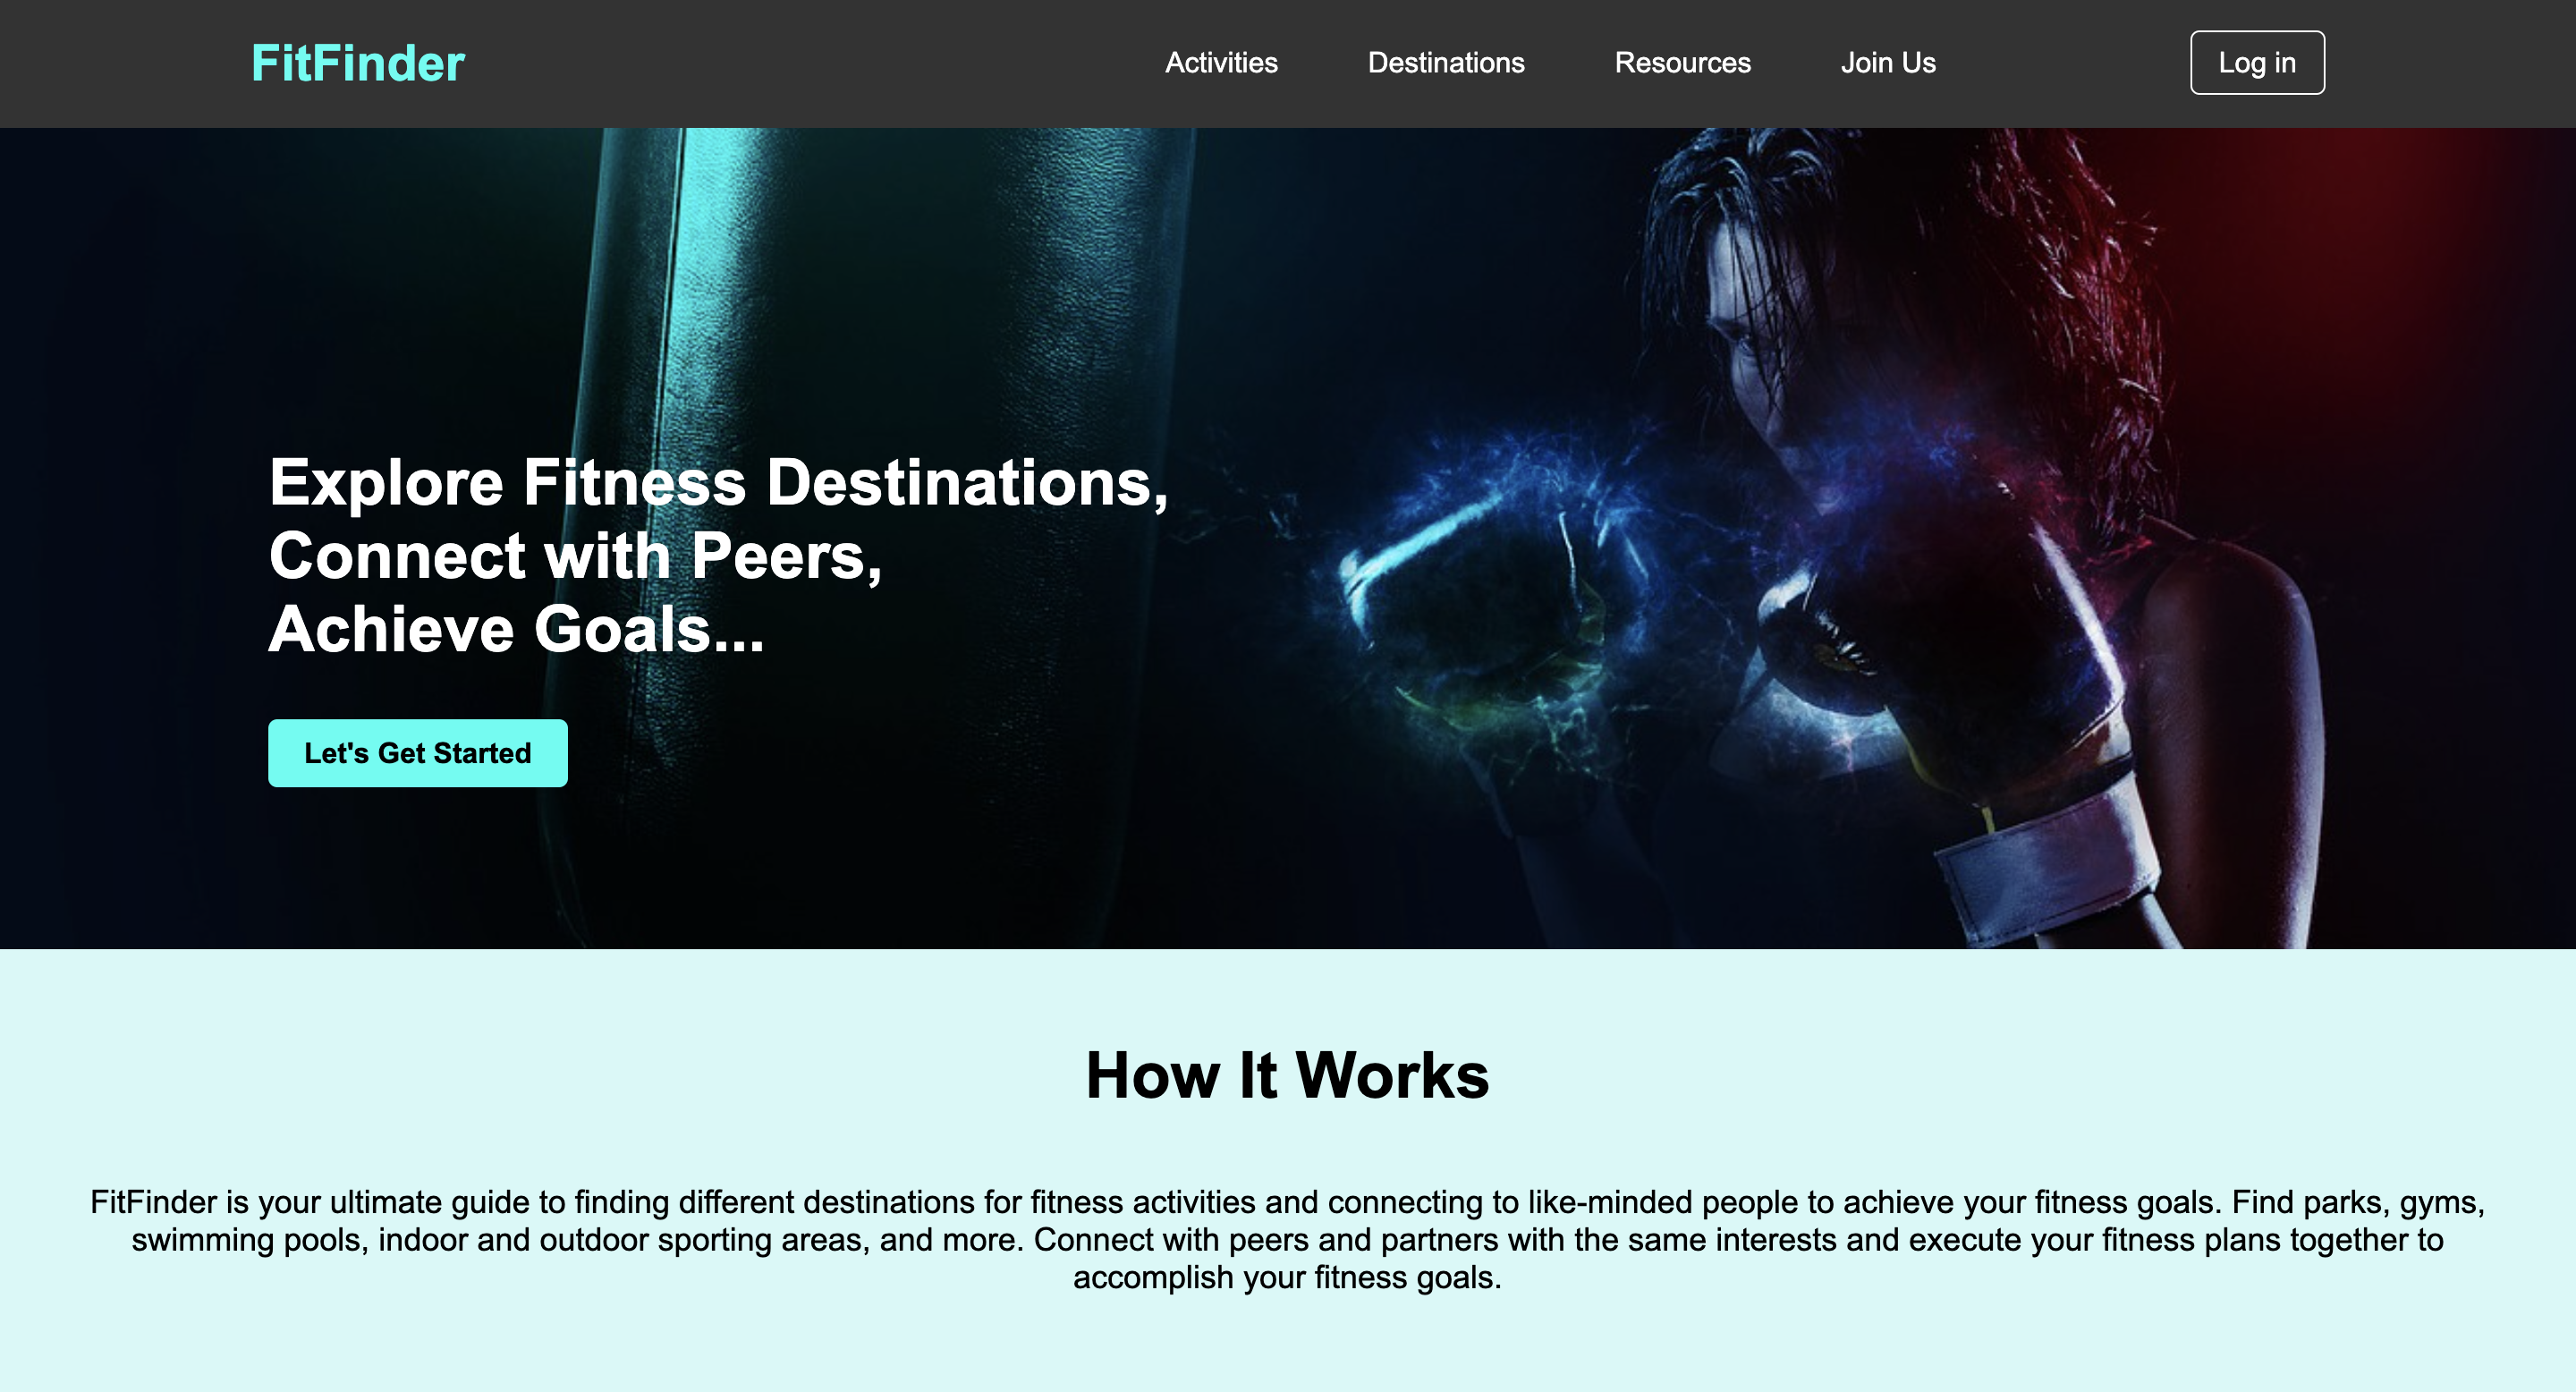 FitFinder
Activities
Destinations
Resources
Join Us
Log in
Explore Fitness Destinations,
Connect with Peers,
Achieve Goals...
Let's Get Started
How It Works
FitFinder is your ultimate guide to finding different destinations for fitness activities and connecting to like-minded people to achieve your fitness goals. Find parks, gyms,
swimming pools, indoor and outdoor sporting areas, and more. Connect with peers and partners with the same interests and execute your fitness plans together to
accomplish your fitness goals.